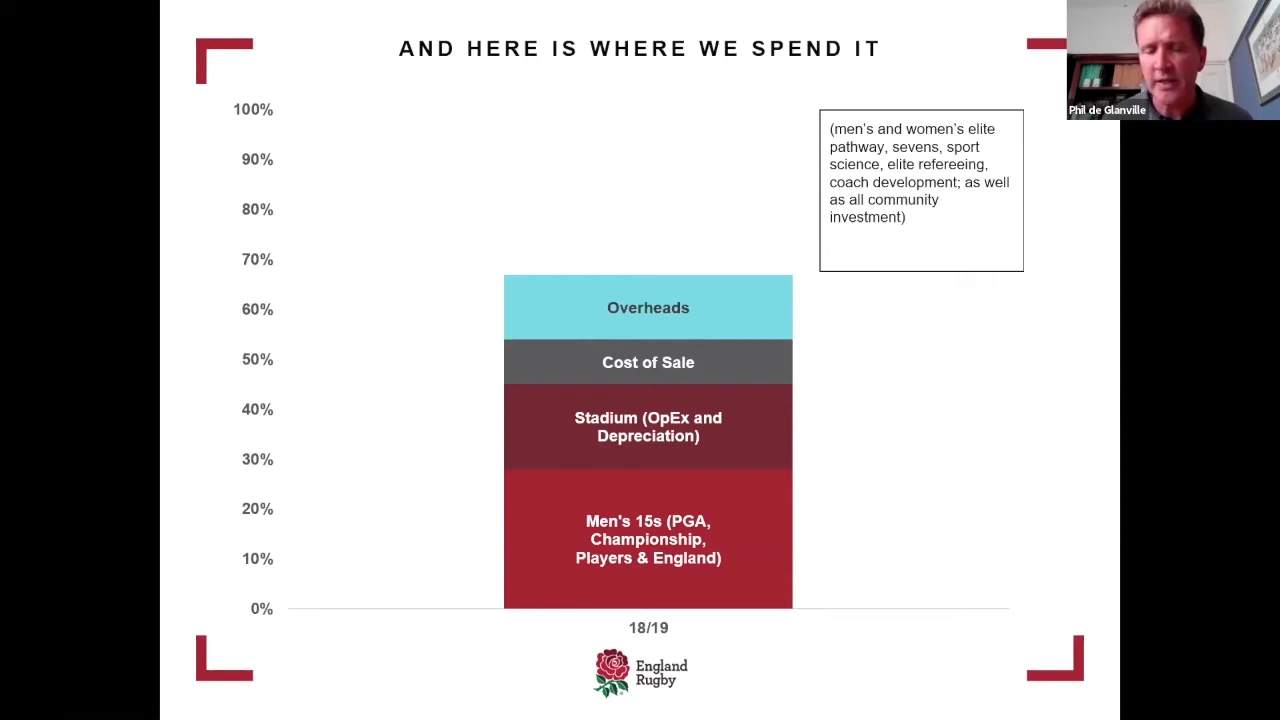 AND HERE IS WHERE WE SPEND IT
Phil de Glanville
100%
90%
80%
70%
60%
50%
40%
30%
20%
10%
0%
(men's and women's elite
pathway, sevens, sport
science, elite refereeing,
coach development; as well
as all community
investment)
Overheads
Cost of Sale
Stadium (OpEx and
Depreciation)
Men's 15s (PGA,
Championship,
Players & England)
18/19
England
Rugby